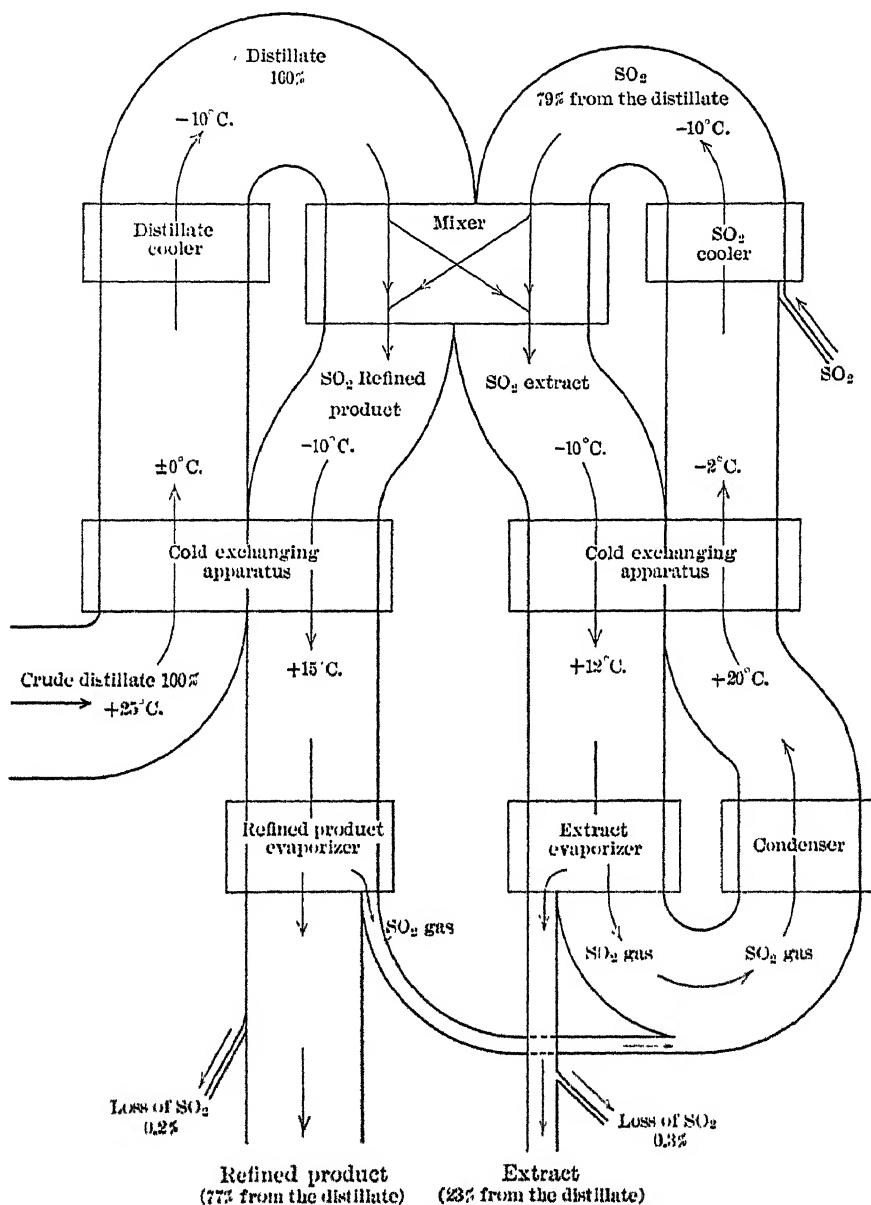 Distillate
100%
SO₂
79% from the distillate
-10°C.
-10°C.
Distillate
cooler
Mixer
SO₂
cooler
SO₂ Refined
product
SO₂ extract
SO₂
-10°C.
-10°C.
±0°C.
-2°C.
Cold exchanging
apparatus
Cold exchanging
apparatus
Crude distillate 100%
+25°C.
+15°C.
+12°C.
+20°C.
Refined product
evaporizer
Extract
evaporizer
Condenser
SO₂ gas
SO₂ gas
SO₂ gas
Loss of SO₂
0.2%
Loss of SO₂
0.3%
Refined product
(77% from the distillate)
Extract
(23% from the distillate)